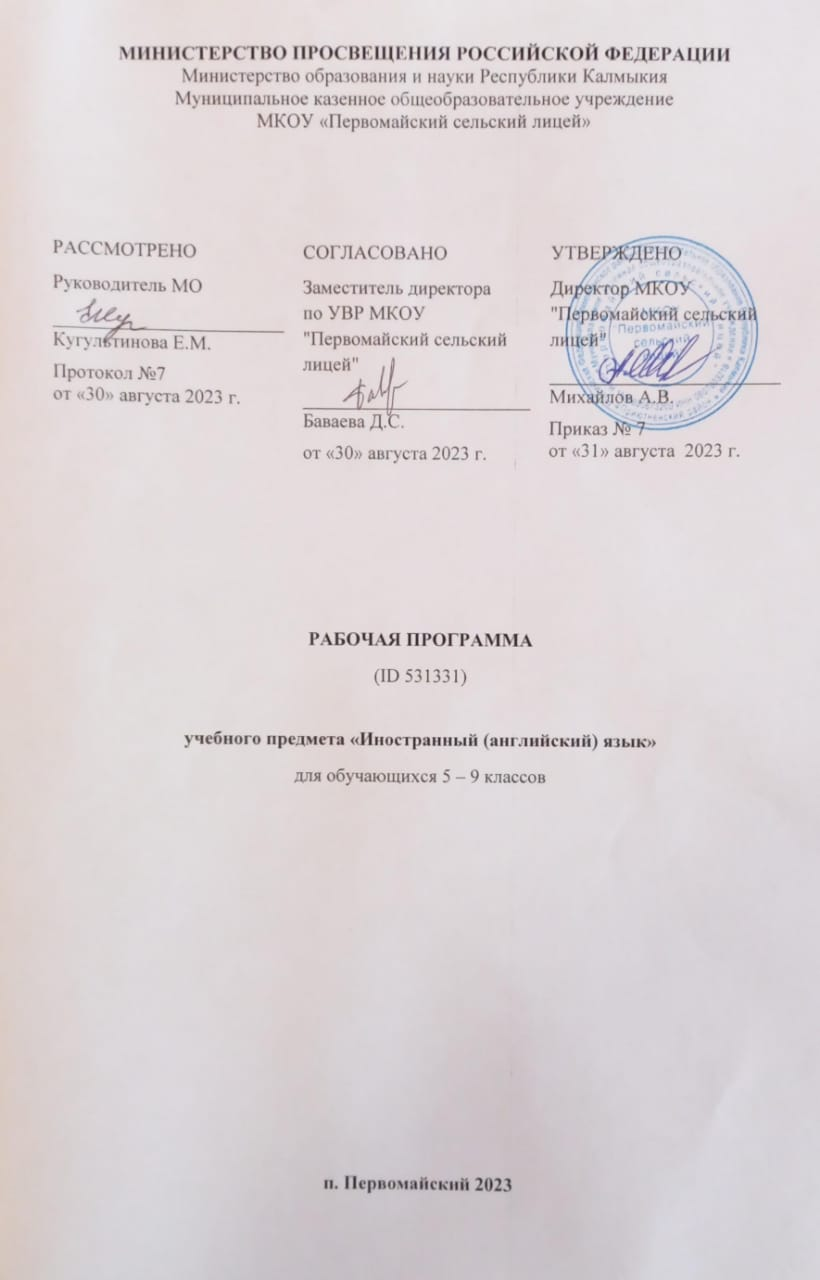 МИНИСТЕРСТВО ПРОСВЕЩЕНИЯ РОССИЙСКОЙ ФЕДЕРАЦИИ
Министерство образования и науки Республики Калмыкия
Муниципальное казенное общеобразовательное учреждение
МКОУ «Первомайский сельский лицей»
РАССМОТРЕНО
Руководитель МО
Кугультинова Е.М.
Протокол №7
от «30» августа 2023 г.
СОГЛАСОВАНО
Заместитель директора
по УВР МКОУ
"Первомайский сельский
лицей"
Баваева Д.С.
от «30» августа 2023 г.
УТВЕРЖДЕНО
Директор МКОУ
"Первомайский сельский
лицей"
Михайлов А.В.
Приказ № 7
от «31» августа 2023 г.
Первомайский
сельский
РАБОЧАЯ ПРОГРАММА
(ID 531331)
учебного предмета «Иностранный (английский) язык»
для обучающихся 5 – 9 классов
п. Первомайский 2023